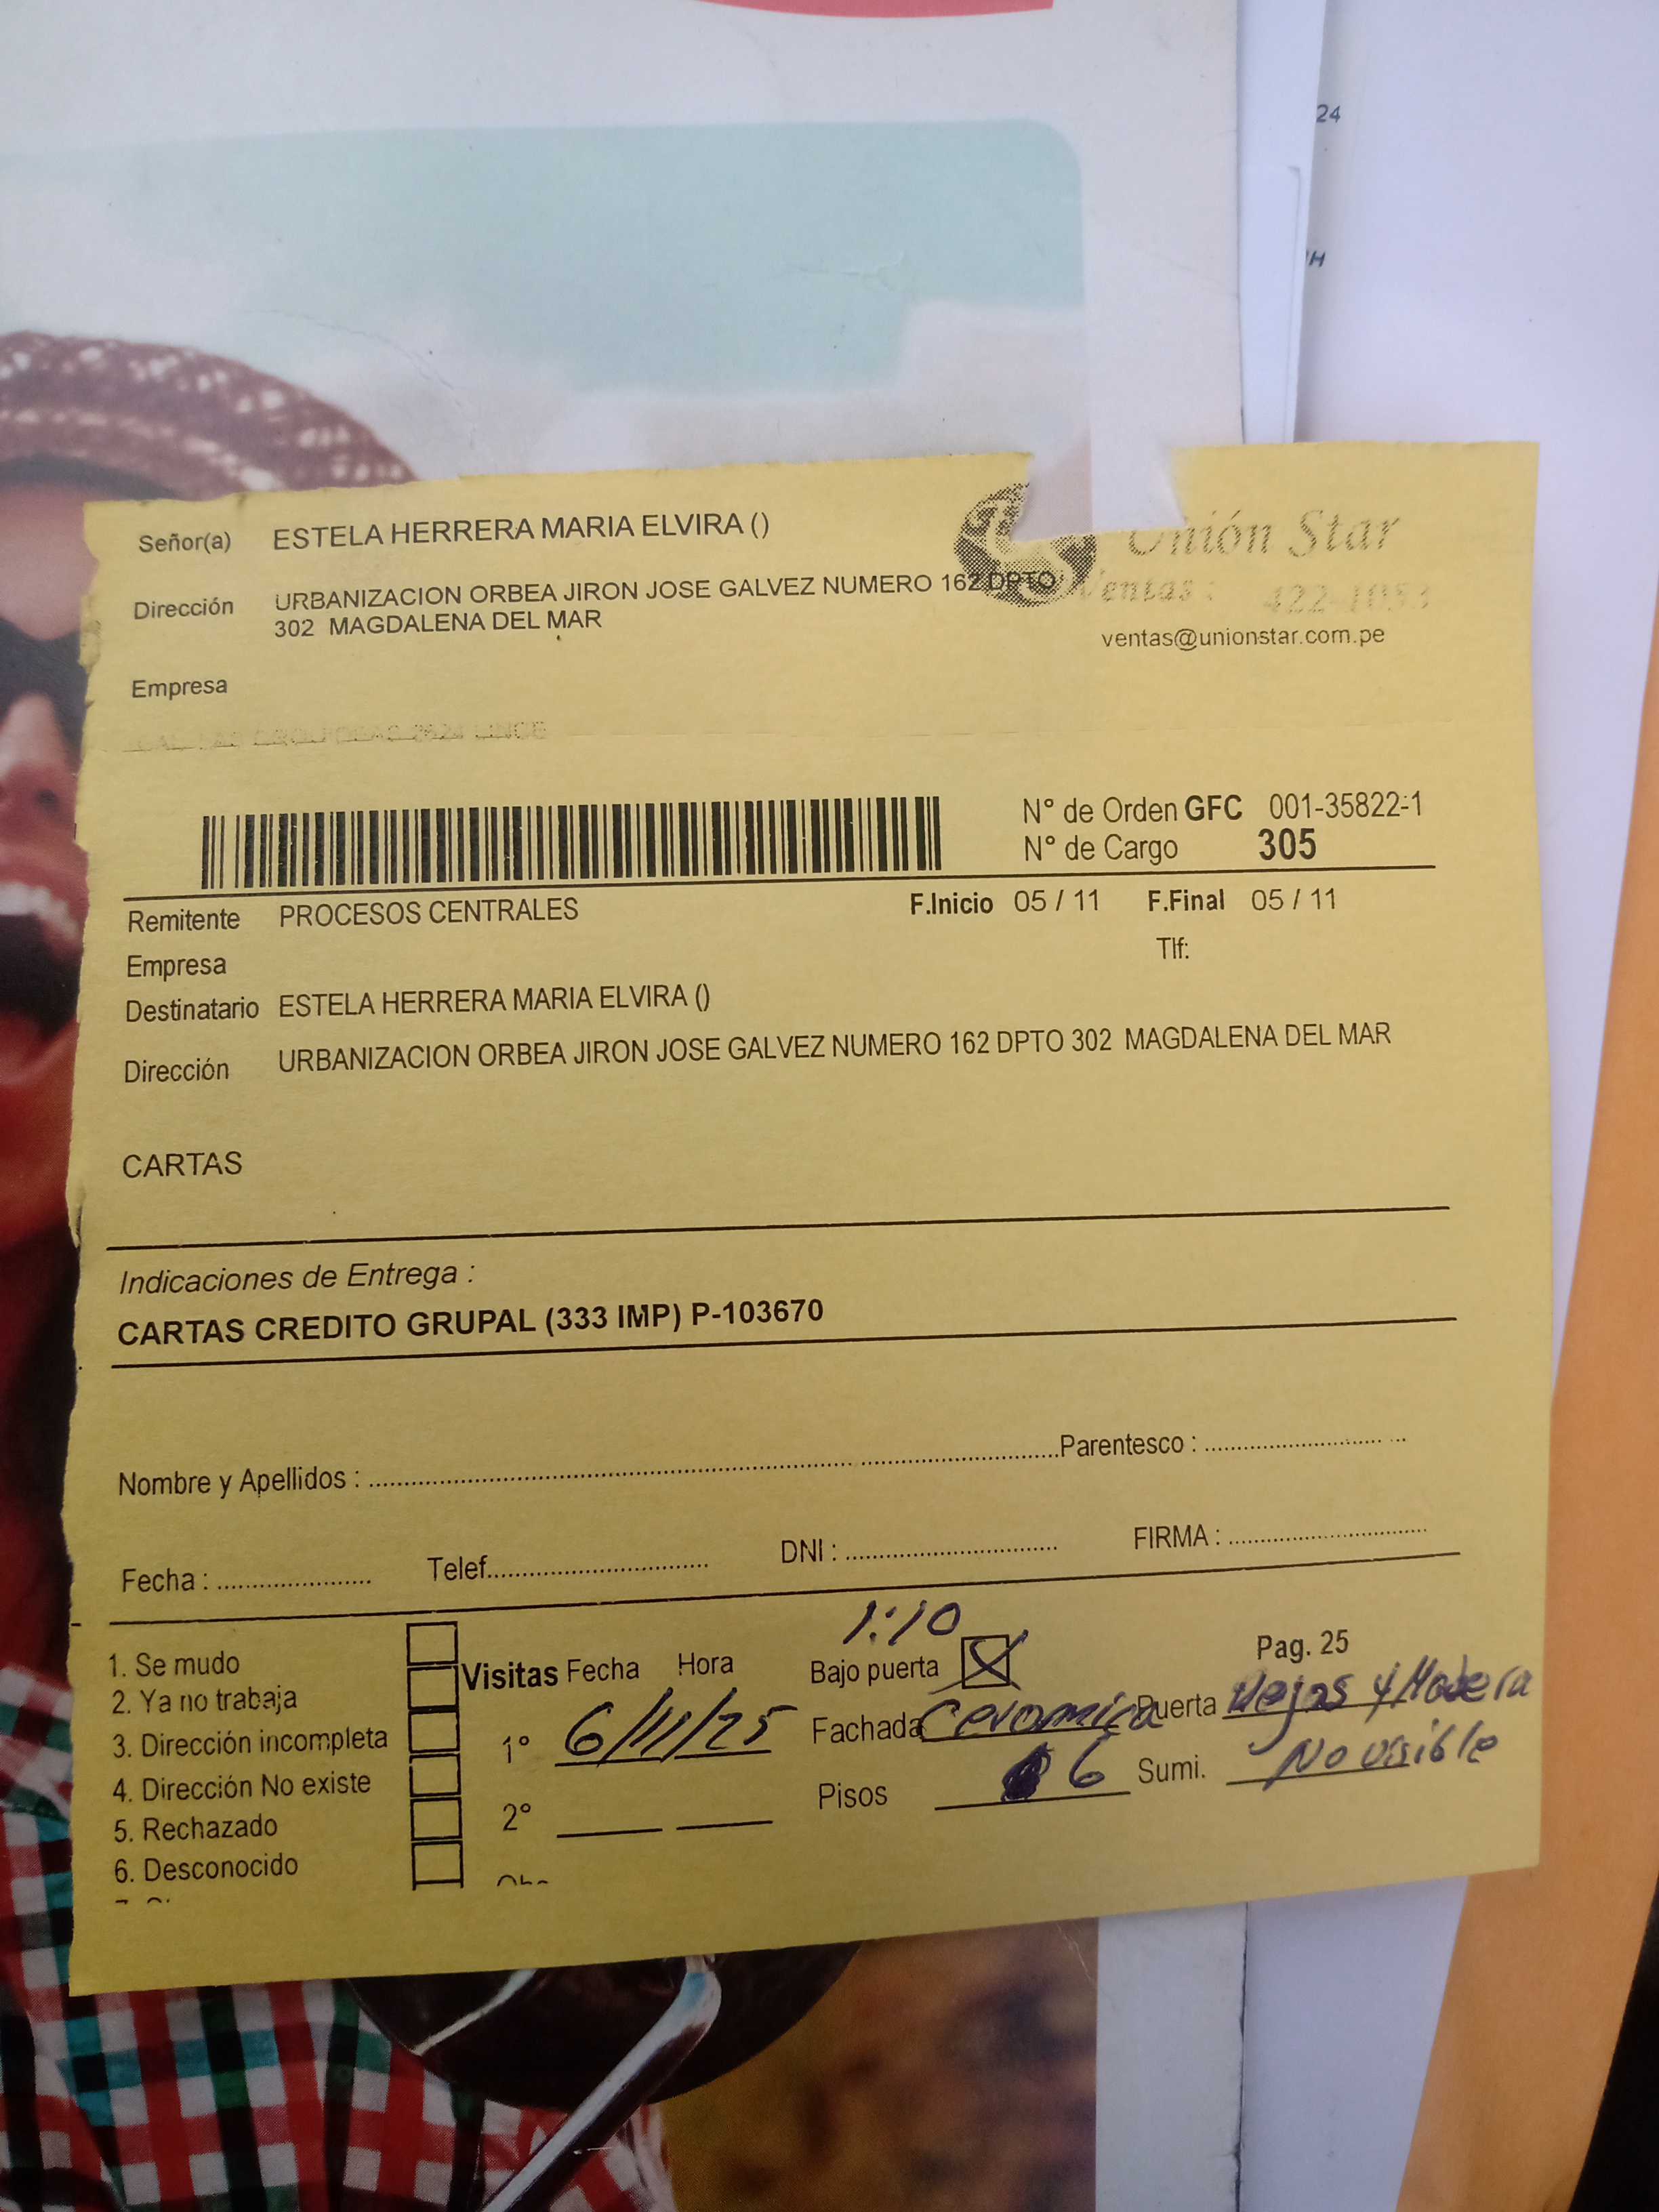 24
H
Señor(a) ESTELA HERRERA MARIA ELVIRA ()
Unión Star
Dirección URBANIZACION ORBEA JIRON JOSE GALVEZ NUMERO 162 DPTO
302 MAGDALENA DEL MAR
Ventas : 422-1053
ventas@unionstar.com.pe
Empresa
N° de Orden GFC 001-35822-1
N° de Cargo 305
Remitente PROCESOS CENTRALES F.Inicio 05 / 11 F.Final 05 / 11
Empresa Tlf:
Destinatario ESTELA HERRERA MARIA ELVIRA ()
Dirección URBANIZACION ORBEA JIRON JOSE GALVEZ NUMERO 162 DPTO 302 MAGDALENA DEL MAR
CARTAS
Indicaciones de Entrega :
CARTAS CREDITO GRUPAL (333 IMP) P-103670
Nombre y Apellidos : Parentesco :
Fecha : Telef. DNI : FIRMA :
1:10
1. Se mudo Visitas Fecha Hora Bajo puerta X Pag. 25
2. Ya no trabaja
3. Dirección incompleta 1° 6/11/25 Fachada Ceramica Puerta Rejas y Madera
4. Dirección No existe Pisos 6 Sumi. No visible
5. Rechazado 2°
6. Desconocido